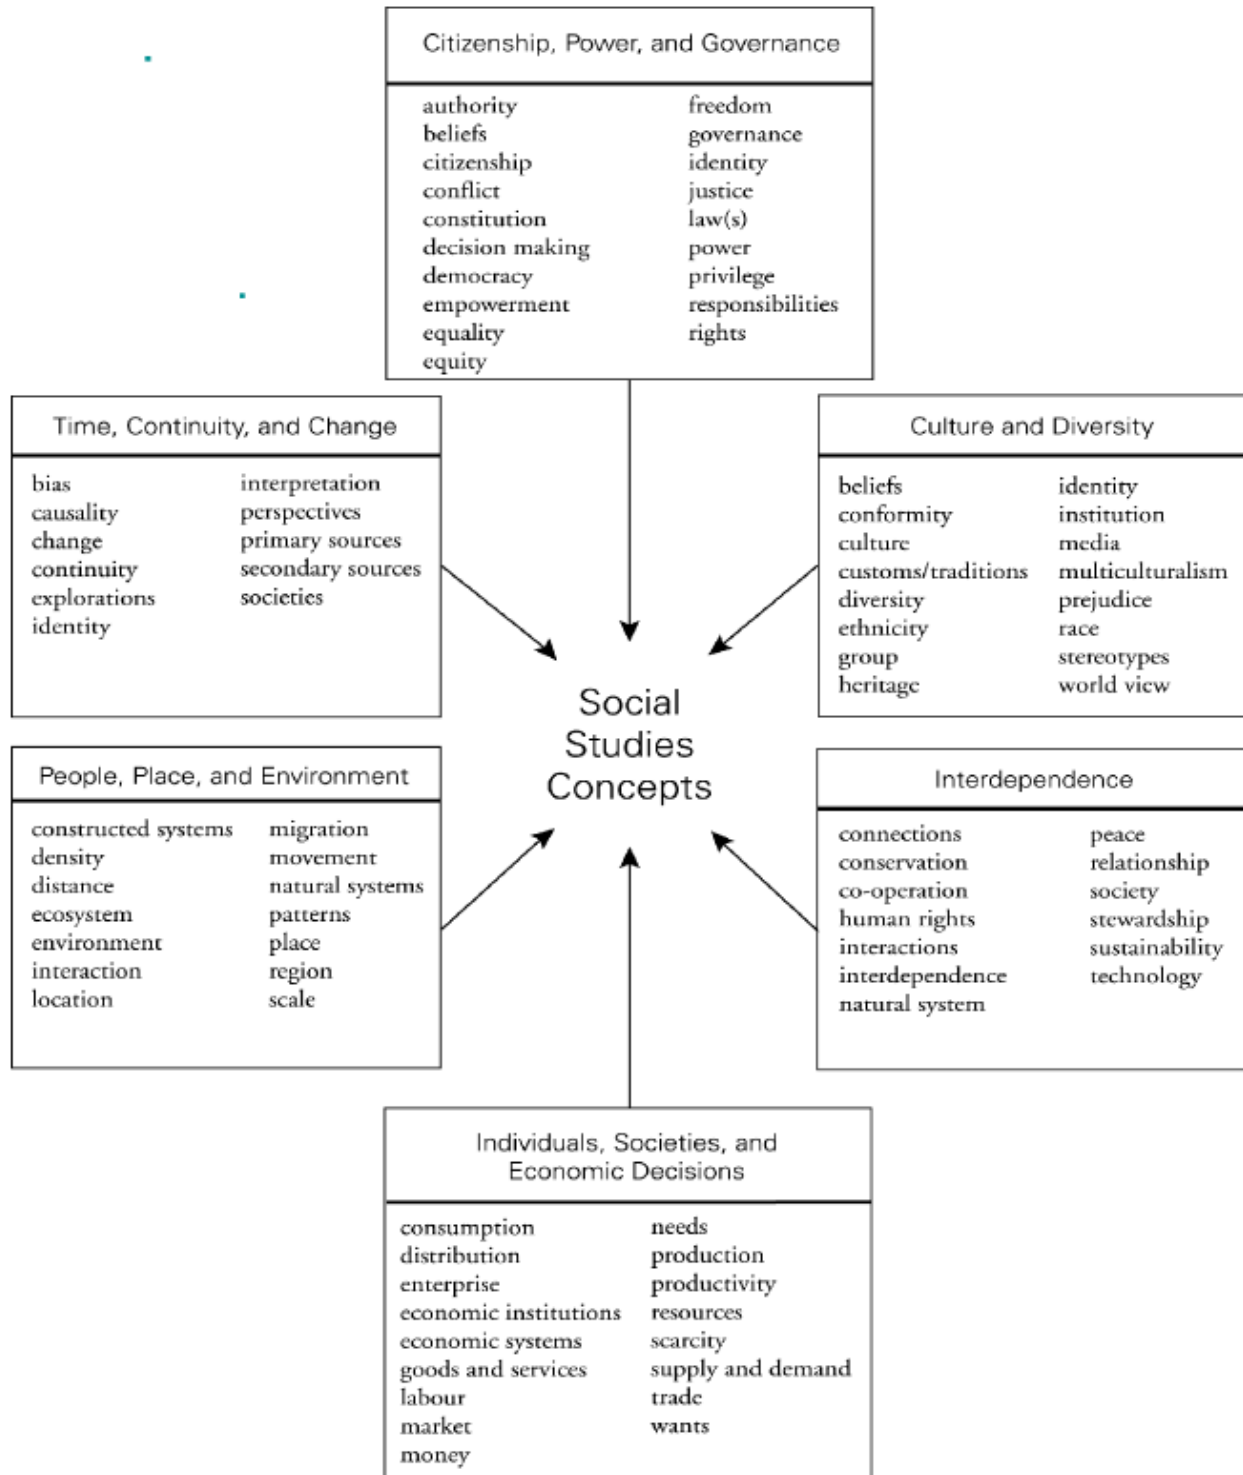 Citizenship, Power, and Governance
authority
beliefs
citizenship
conflict
constitution
decision making
democracy
empowerment
equality
equity
freedom
governance
identity
justice
law(s)
power
privilege
responsibilities
rights
Time, Continuity, and Change
bias
causality
change
continuity
explorations
identity
interpretation
perspectives
primary sources
secondary sources
societies
Culture and Diversity
beliefs
conformity
culture
customs/traditions
diversity
ethnicity
group
heritage
identity
institution
media
multiculturalism
prejudice
race
stereotypes
world view
Social
Studies
Concepts
People, Place, and Environment
constructed systems
density
distance
ecosystem
environment
interaction
location
migration
movement
natural systems
patterns
place
region
scale
Interdependence
connections
conservation
co-operation
human rights
interactions
interdependence
natural system
peace
relationship
society
stewardship
sustainability
technology
Individuals, Societies, and
Economic Decisions
consumption
distribution
enterprise
economic institutions
economic systems
goods and services
labour
market
money
needs
production
productivity
resources
scarcity
supply and demand
trade
wants